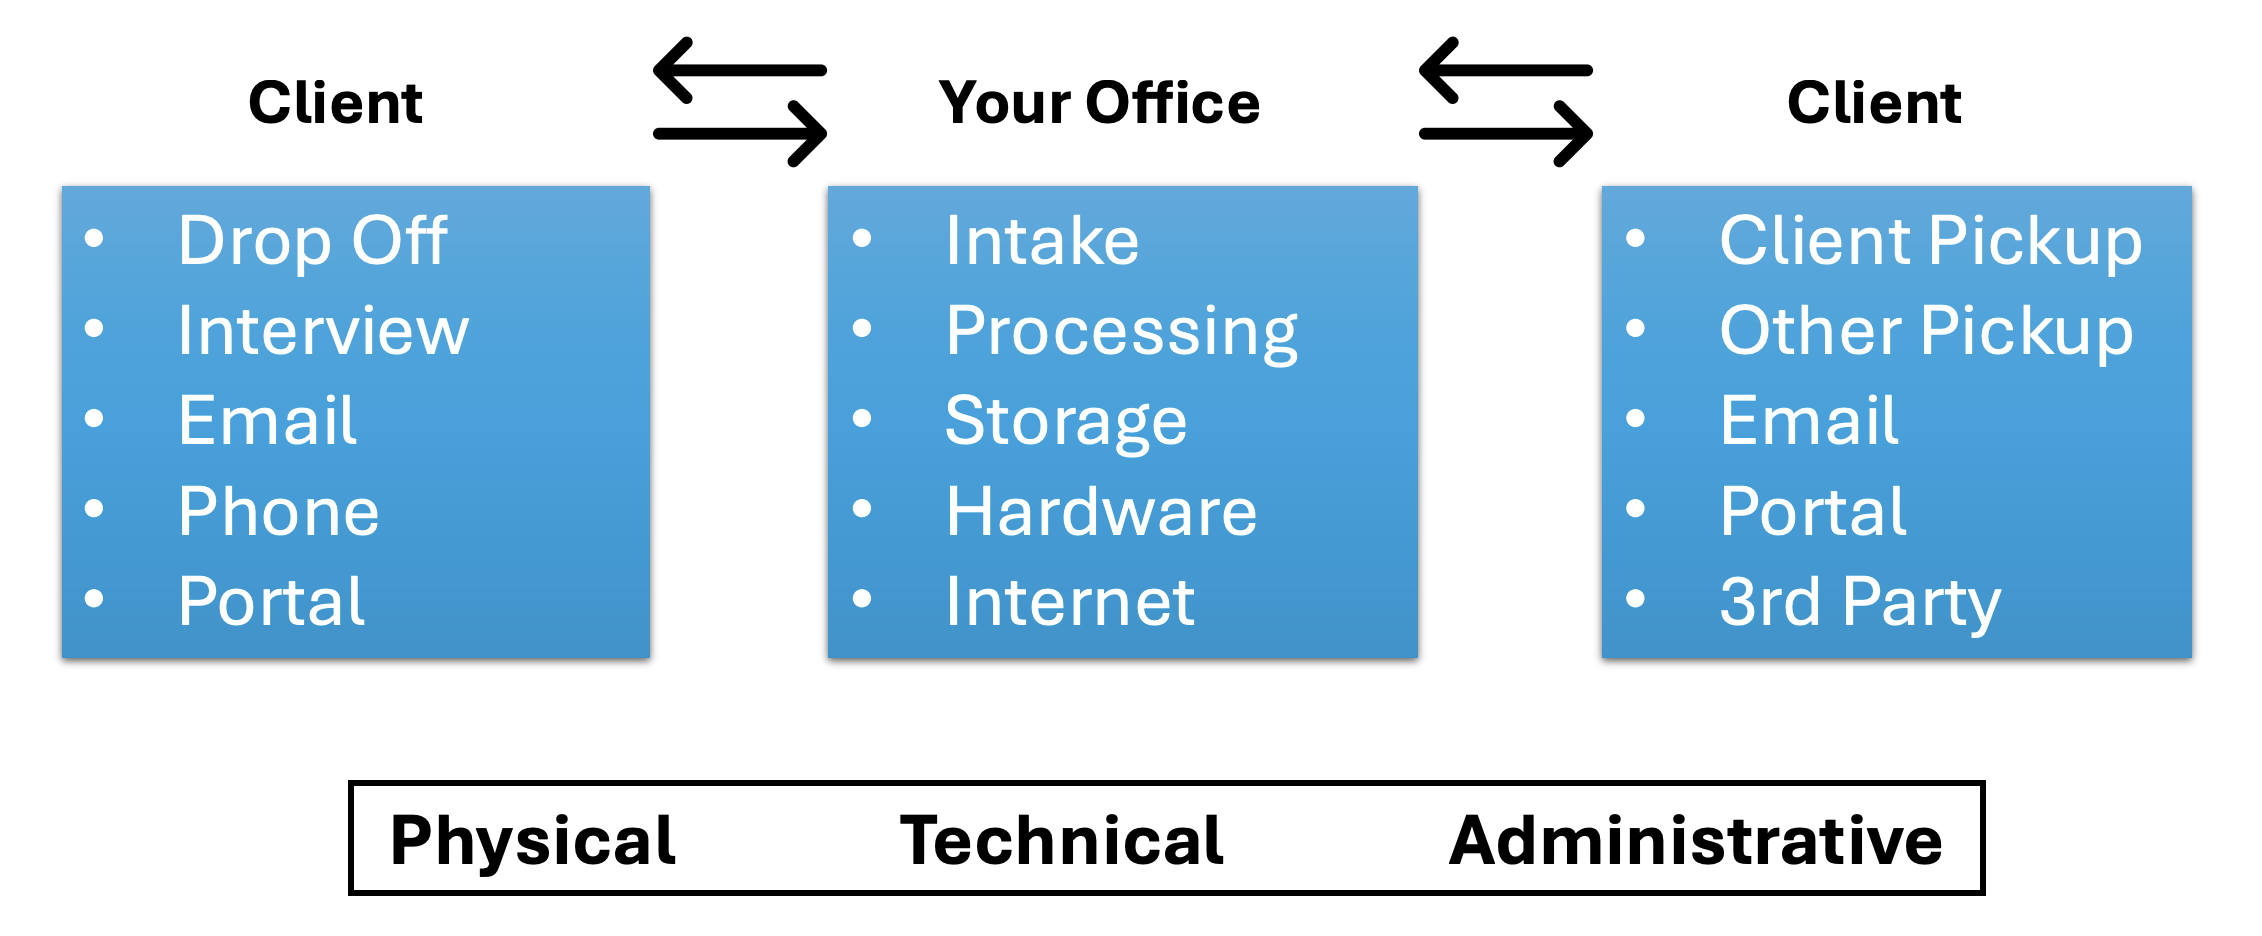 Client
Your Office
Client
• Drop Off
• Interview
• Email
• Phone
• Portal
• Intake
• Processing
• Storage
• Hardware
• Internet
• Client Pickup
• Other Pickup
• Email
• Portal
• 3rd Party
Physical Technical Administrative